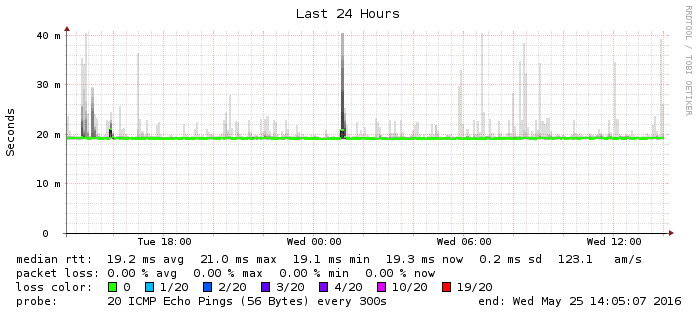 Last 24 Hours
RRDTOOL / TOBI OETIKER
Seconds
40 m
30 m
20 m
10 m
0
Tue 18:00 Wed 00:00 Wed 06:00 Wed 12:00
median rtt: 19.2 ms avg 21.0 ms max 19.1 ms min 19.3 ms now 0.2 ms sd 123.1 am/s
packet loss: 0.00 % avg 0.00 % max 0.00 % min 0.00 % now
loss color: 0 1/20 2/20 3/20 4/20 10/20 19/20
probe: 20 ICMP Echo Pings (56 Bytes) every 300s end: Wed May 25 14:05:07 2016